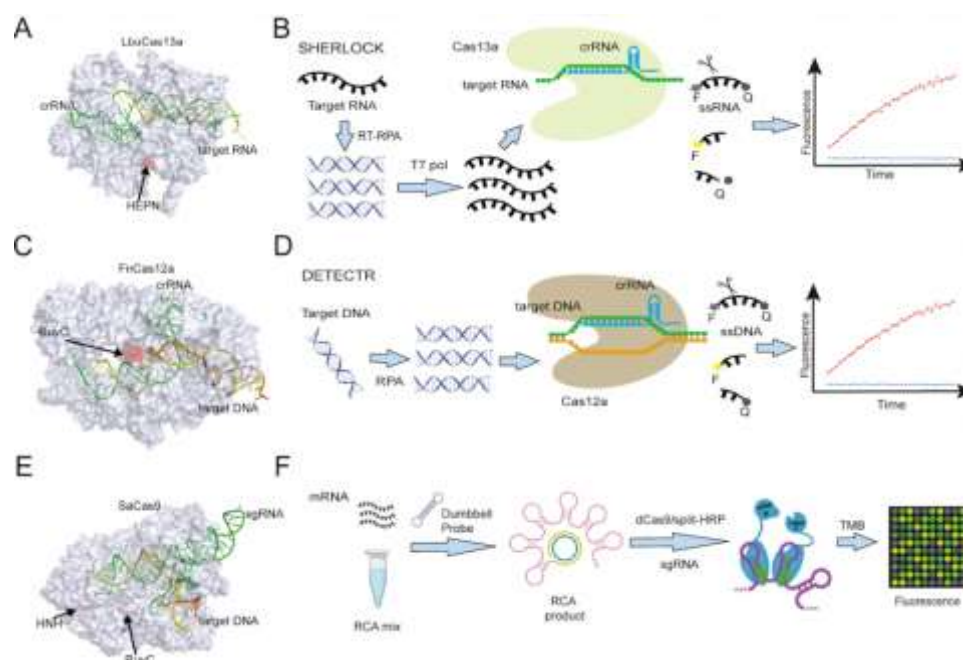 A
LbuCas13a
crRNA
target RNA
HEPN
B
SHERLOCK
Target RNA
RT-RPA
T7 pol
Cas13a
crRNA
target RNA
F
Q
ssRNA
F
Q
Fluorescence
Time
C
FnCas12a
crRNA
RuvC
target DNA
D
DETECTR
Target DNA
RPA
crRNA
target DNA
Cas12a
F
Q
ssDNA
F
Q
Fluorescence
Time
E
SaCas9
sgRNA
HNH
RuvC
target DNA
F
mRNA
Dumbbell
Probe
RCA mix
RCA
product
dCas9/split-HRP
sgRNA
TMB
Fluorescence